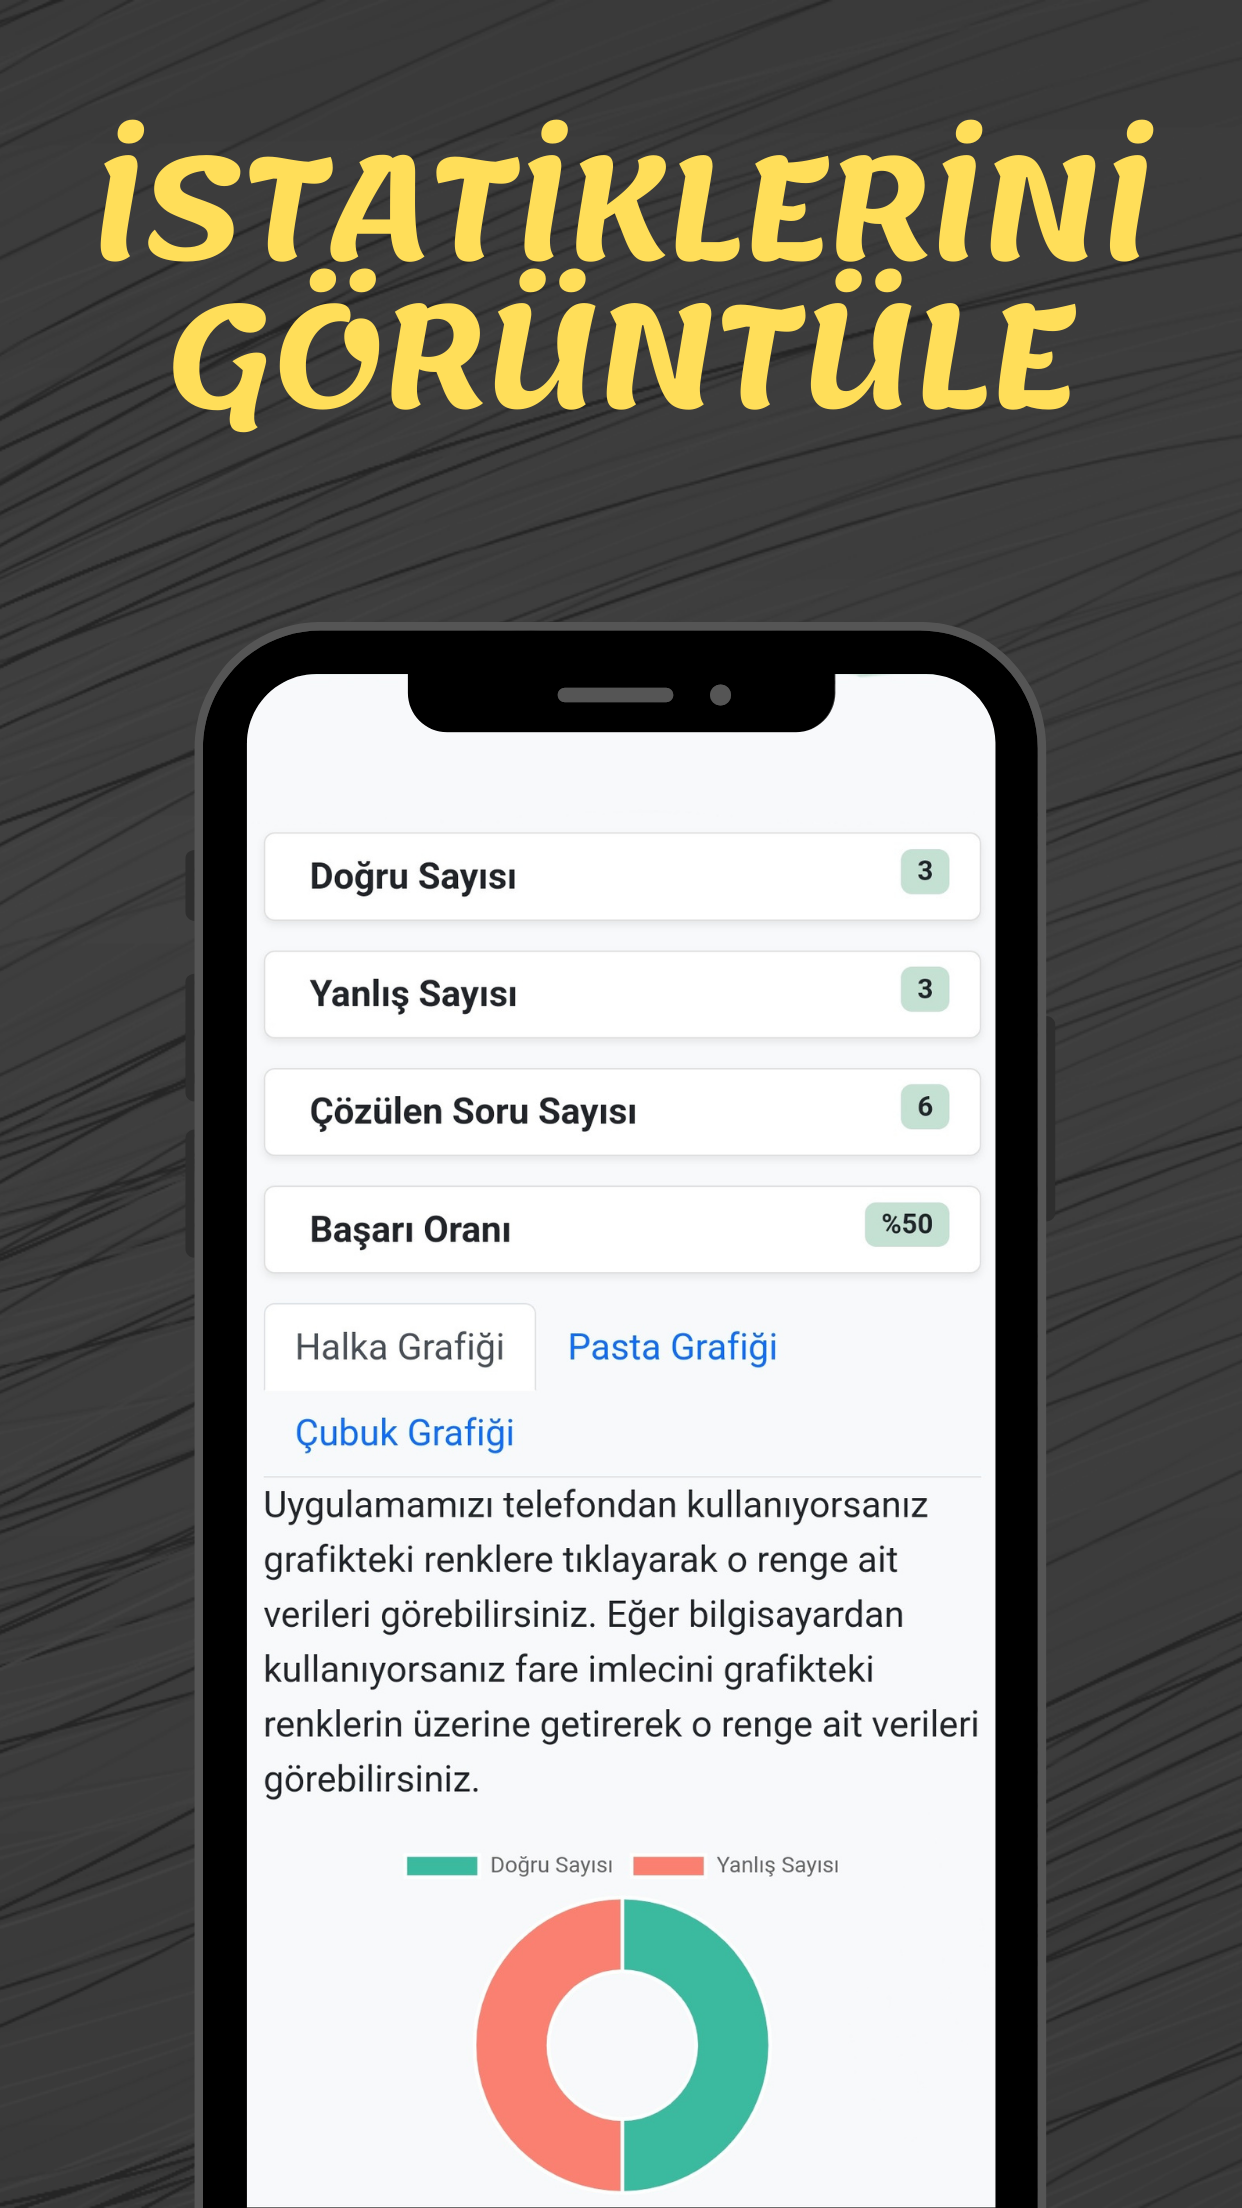 İSTATİKLERİNİ
GÖRÜNTÜLE
Doğru Sayısı 3
Yanlış Sayısı 3
Çözülen Soru Sayısı 6
Başarı Oranı %50
Halka Grafiği Pasta Grafiği
Çubuk Grafiği
Uygulamamızı telefondan kullanıyorsanız
grafikteki renklere tıklayarak o renge ait
verileri görebilirsiniz. Eğer bilgisayardan
kullanıyorsanız fare imlecini grafikteki
renklerin üzerine getirerek o renge ait verileri
görebilirsiniz.
Doğru Sayısı Yanlış Sayısı